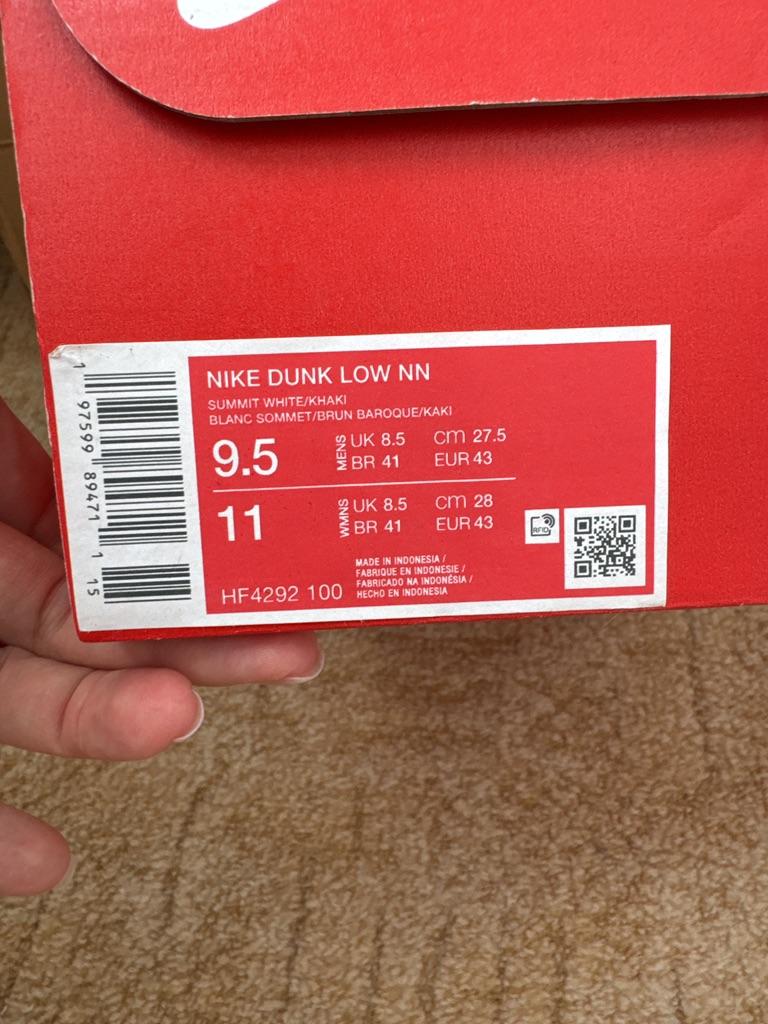 NIKE DUNK LOW NN
SUMMIT WHITE/KHAKI
BLANC SOMMET/BRUN BAROQUE/KAKI
9.5 MENS UK 8.5 cm 27.5
BR 41 EUR 43
11 WMNS UK 8.5 cm 28
BR 41 EUR 43
RFID
HF4292 100
MADE IN INDONESIA /
FABRIQUE EN INDONESIE /
FABRICADO NA INDONÉSIA /
HECHO EN INDONESIA
1 97599 89471 1 15